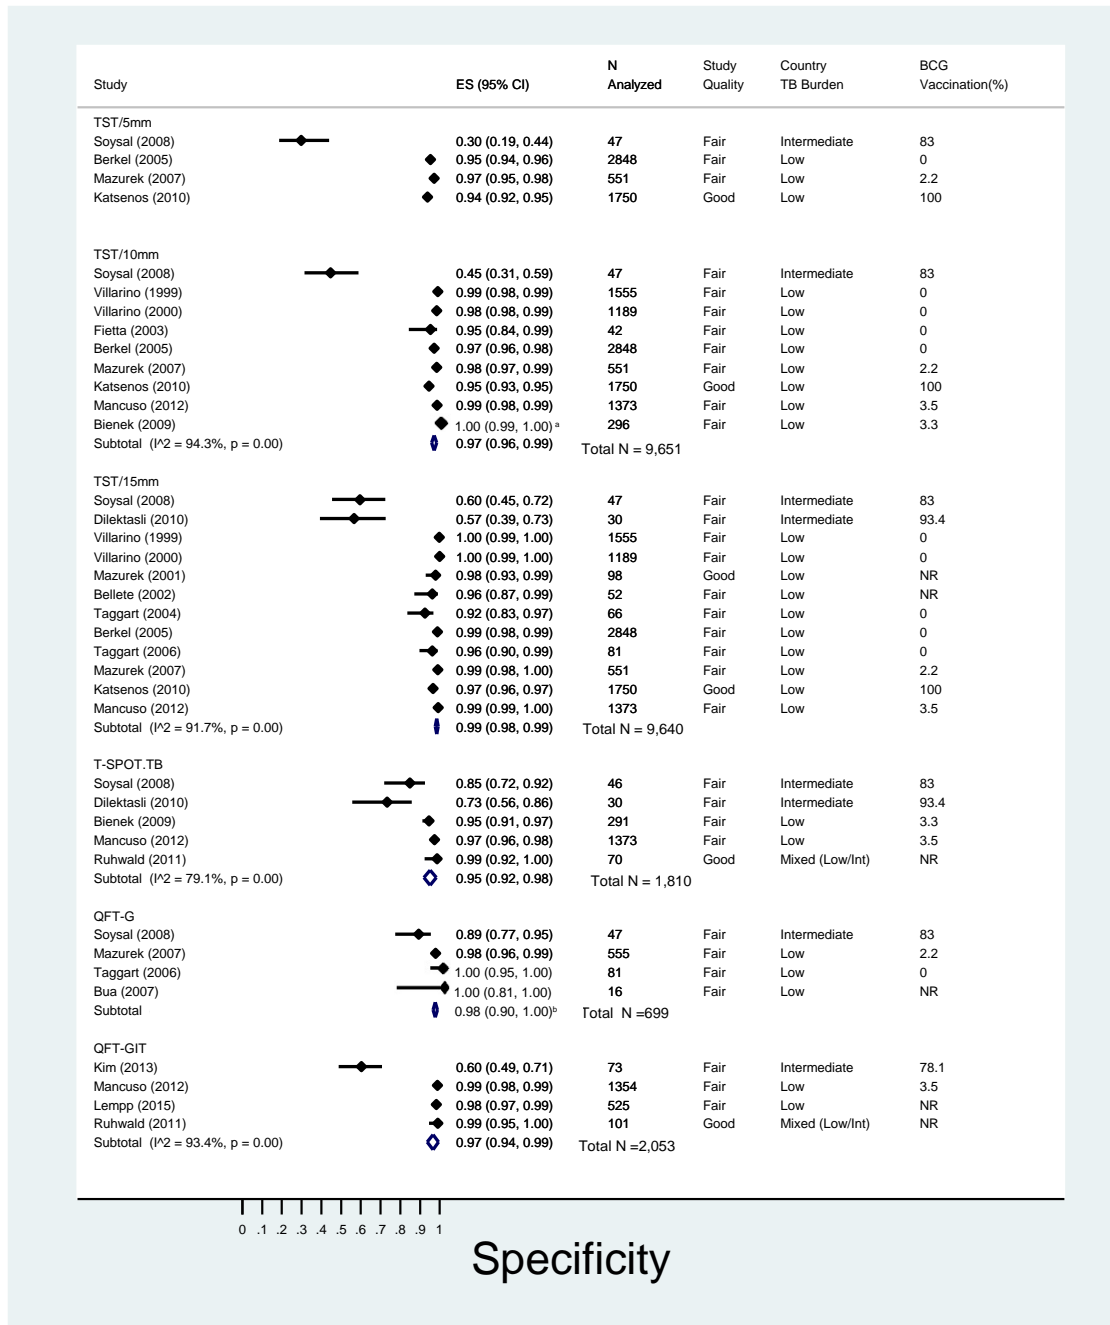 N Study Country BCG
Study ES (95% CI) Analyzed Quality TB Burden Vaccination(%)
TST/5mm
Soysal (2008) 0.30 (0.19, 0.44) 47 Fair Intermediate 83
Berkel (2005) 0.95 (0.94, 0.96) 2848 Fair Low 0
Mazurek (2007) 0.97 (0.95, 0.98) 551 Fair Low 2.2
Katsenos (2010) 0.94 (0.92, 0.95) 1750 Good Low 100
TST/10mm
Soysal (2008) 0.45 (0.31, 0.59) 47 Fair Intermediate 83
Villarino (1999) 0.99 (0.98, 0.99) 1555 Fair Low 0
Villarino (2000) 0.98 (0.98, 0.99) 1189 Fair Low 0
Fietta (2003) 0.95 (0.84, 0.99) 42 Fair Low 0
Berkel (2005) 0.97 (0.96, 0.98) 2848 Fair Low 0
Mazurek (2007) 0.98 (0.97, 0.99) 551 Fair Low 2.2
Katsenos (2010) 0.95 (0.93, 0.95) 1750 Good Low 100
Mancuso (2012) 0.99 (0.98, 0.99) 1373 Fair Low 3.5
Bienek (2009) 1.00 (0.99, 1.00) a 296 Fair Low 3.3
Subtotal (I^2 = 94.3%, p = 0.00) 0.97 (0.96, 0.99) Total N = 9,651
TST/15mm
Soysal (2008) 0.60 (0.45, 0.72) 47 Fair Intermediate 83
Dilektasli (2010) 0.57 (0.39, 0.73) 30 Fair Intermediate 93.4
Villarino (1999) 1.00 (0.99, 1.00) 1555 Fair Low 0
Villarino (2000) 1.00 (0.99, 1.00) 1189 Fair Low 0
Mazurek (2001) 0.98 (0.93, 0.99) 98 Good Low NR
Bellete (2002) 0.96 (0.87, 0.99) 52 Fair Low NR
Taggart (2004) 0.92 (0.83, 0.97) 66 Fair Low 0
Berkel (2005) 0.99 (0.98, 0.99) 2848 Fair Low 0
Taggart (2006) 0.96 (0.90, 0.99) 81 Fair Low 0
Mazurek (2007) 0.99 (0.98, 1.00) 551 Fair Low 2.2
Katsenos (2010) 0.97 (0.96, 0.97) 1750 Good Low 100
Mancuso (2012) 0.99 (0.99, 1.00) 1373 Fair Low 3.5
Subtotal (I^2 = 91.7%, p = 0.00) 0.99 (0.98, 0.99) Total N = 9,640
T-SPOT.TB
Soysal (2008) 0.85 (0.72, 0.92) 46 Fair Intermediate 83
Dilektasli (2010) 0.73 (0.56, 0.86) 30 Fair Intermediate 93.4
Bienek (2009) 0.95 (0.91, 0.97) 291 Fair Low 3.3
Mancuso (2012) 0.97 (0.96, 0.98) 1373 Fair Low 3.5
Ruhwald (2011) 0.99 (0.92, 1.00) 70 Good Mixed (Low/Int) NR
Subtotal (I^2 = 79.1%, p = 0.00) 0.95 (0.92, 0.98) Total N = 1,810
QFT-G
Soysal (2008) 0.89 (0.77, 0.95) 47 Fair Intermediate 83
Mazurek (2007) 0.98 (0.96, 0.99) 555 Fair Low 2.2
Taggart (2006) 1.00 (0.95, 1.00) 81 Fair Low 0
Bua (2007) 1.00 (0.81, 1.00) 16 Fair Low NR
Subtotal 0.98 (0.90, 1.00)b Total N =699
QFT-GIT
Kim (2013) 0.60 (0.49, 0.71) 73 Fair Intermediate 78.1
Mancuso (2012) 0.99 (0.98, 0.99) 1354 Fair Low 3.5
Lempp (2015) 0.98 (0.97, 0.99) 525 Fair Low NR
Ruhwald (2011) 0.99 (0.95, 1.00) 101 Good Mixed (Low/Int) NR
Subtotal (I^2 = 93.4%, p = 0.00) 0.97 (0.94, 0.99) Total N =2,053
0 .1 .2 .3 .4 .5 .6 .7 .8 .9 1
Specificity